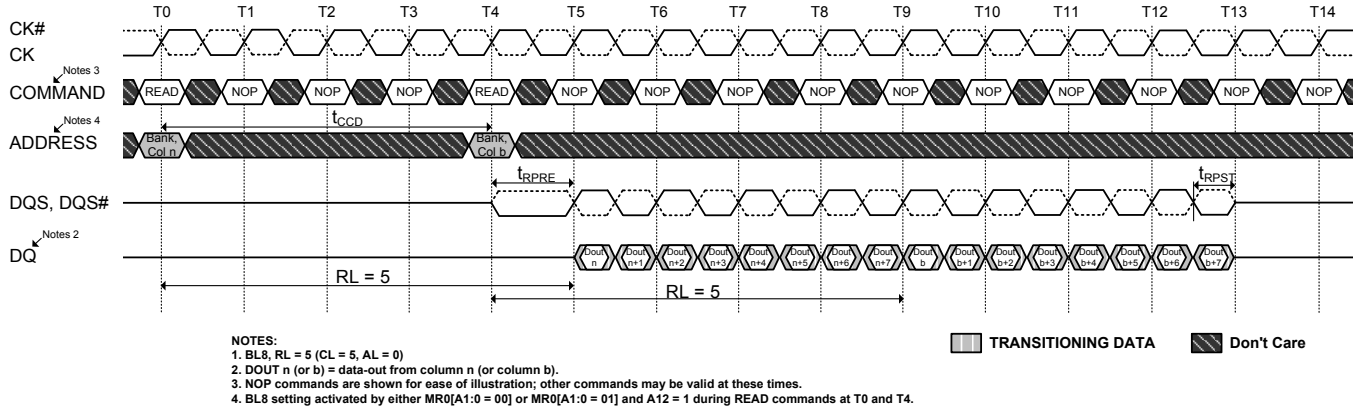 T0 T1 T2 T3 T4 T5 T6 T7 T8 T9 T10 T11 T12 T13 T14
CK#
CK
Notes 3
COMMAND READ NOP NOP NOP READ NOP NOP NOP NOP NOP NOP NOP NOP NOP NOP
tCCD
Notes 4
ADDRESS Bank, Col n Bank, Col b
tRPRE tRPST
DQS, DQS#
Notes 2
DQ Dout n Dout n+1 Dout n+2 Dout n+3 Dout n+4 Dout n+5 Dout n+6 Dout n+7 Dout b Dout b+1 Dout b+2 Dout b+3 Dout b+4 Dout b+5 Dout b+6 Dout b+7
RL = 5
RL = 5
NOTES:
1. BL8, RL = 5 (CL = 5, AL = 0)
2. DOUT n (or b) = data-out from column n (or column b).
3. NOP commands are shown for ease of illustration; other commands may be valid at these times.
4. BL8 setting activated by either MR0[A1:0 = 00] or MR0[A1:0 = 01] and A12 = 1 during READ commands at T0 and T4.
TRANSITIONING DATA Don't Care